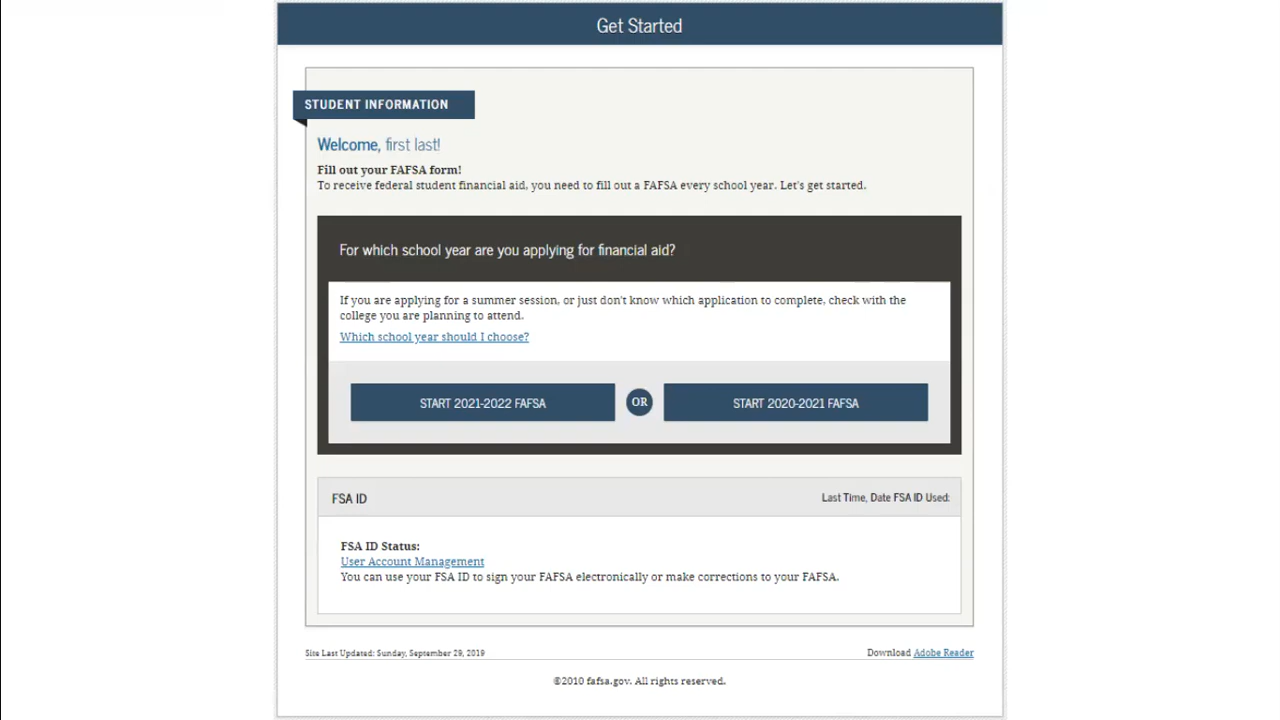 Get Started
STUDENT INFORMATION
Welcome, first last!
Fill out your FAFSA form!
To receive federal student financial aid, you need to fill out a FAFSA every school year. Let's get started.
For which school year are you applying for financial aid?
If you are applying for a summer session, or just don't know which application to complete, check with the
college you are planning to attend.
Which school year should I choose?
START 2021-2022 FAFSA OR START 2020-2021 FAFSA
FSA ID Last Time, Date FSA ID Used:
FSA ID Status:
User Account Management
You can use your FSA ID to sign your FAFSA electronically or make corrections to your FAFSA.
Site Last Updated: Sunday, September 29, 2019 Download Adobe Reader
©2010 fafsa.gov. All rights reserved.